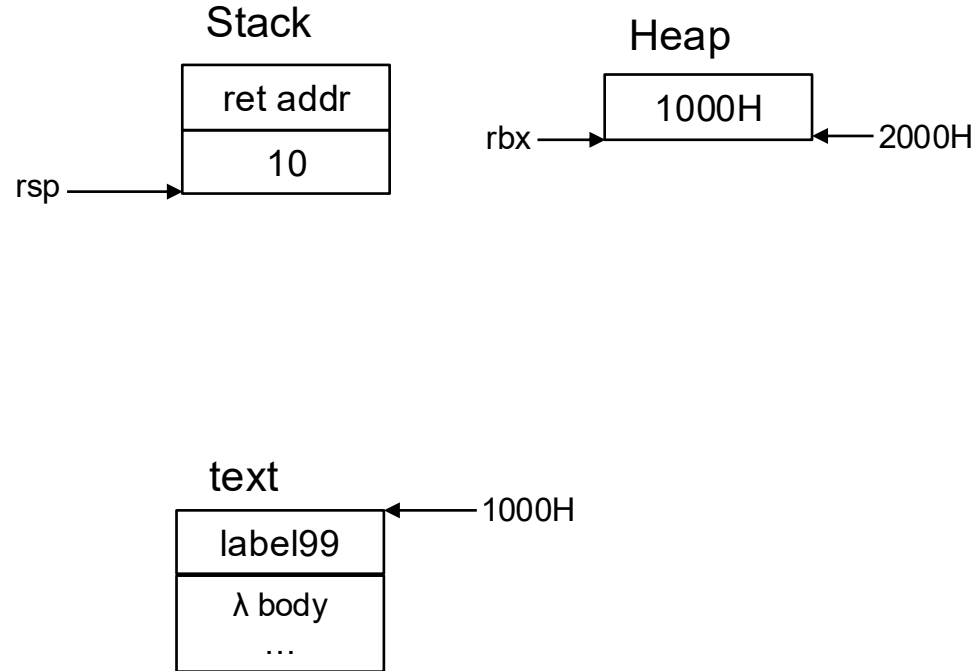 Stack
ret addr
10
rsp
Heap
1000H
rbx
2000H
text
1000H
label99
λ body
...